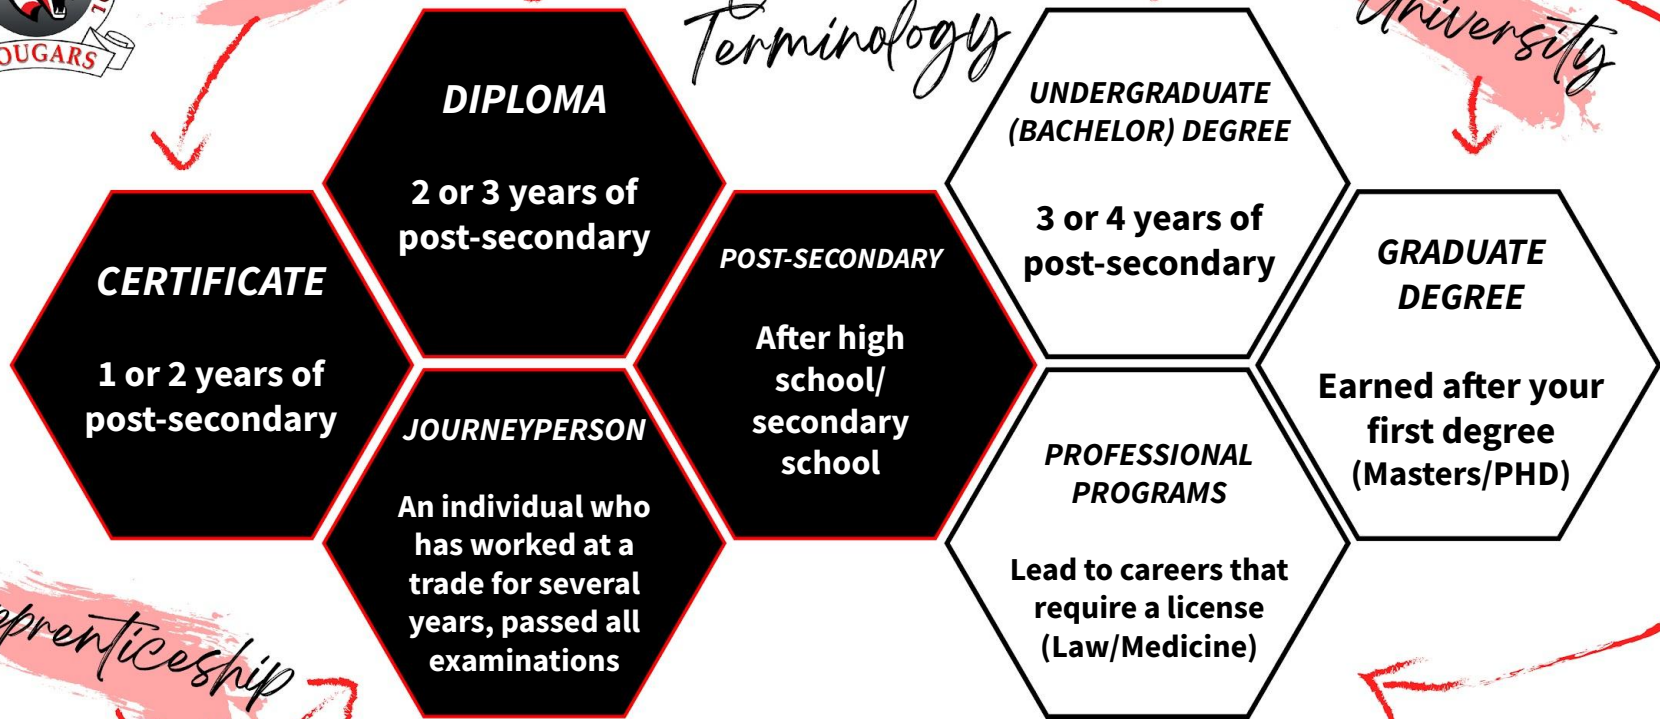 OUGARS
Terminology
University
DIPLOMA
2 or 3 years of
post-secondary
UNDERGRADUATE
(BACHELOR) DEGREE
3 or 4 years of
post-secondary
CERTIFICATE
1 or 2 years of
post-secondary
POST-SECONDARY
After high
school/
secondary
school
GRADUATE
DEGREE
Earned after your
first degree
(Masters/PHD)
JOURNEYPERSON
An individual who
has worked at a
trade for several
years, passed all
examinations
PROFESSIONAL
PROGRAMS
Lead to careers that
require a license
(Law/Medicine)
pprenticeship